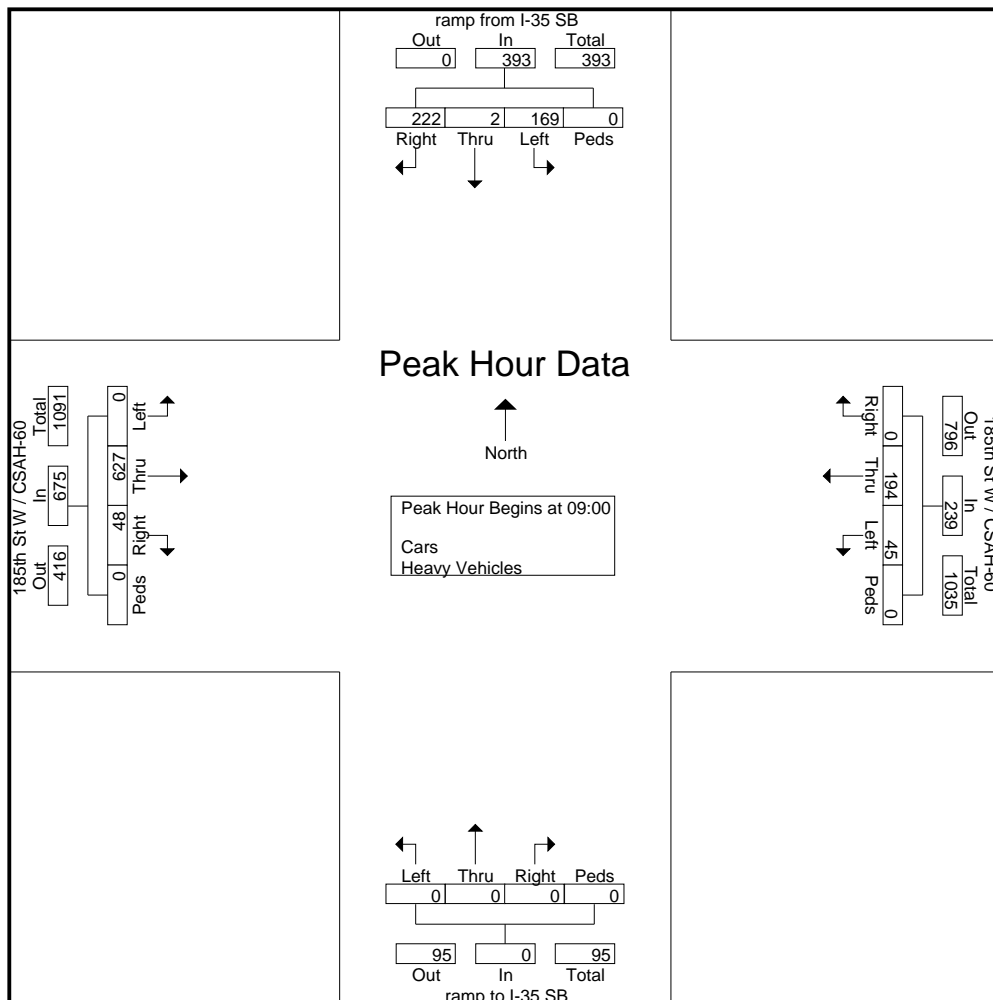 ramp from I-35 SB
Out In Total
0 393 393
222 2 169 0
Right Thru Left Peds
Peak Hour Data
North
Peak Hour Begins at 09:00
Cars
Heavy Vehicles
185th St W / CSAH-60
Total In Out
1091 675 416
0 627 48 0
Left Thru Right Peds
185th St W / CSAH-60
Out In Total
796 239 1035
0 194 45 0
Right Thru Left Peds
Left Thru Right Peds
0 0 0 0
95 0 95
Out In Total
ramp to I-35 SB